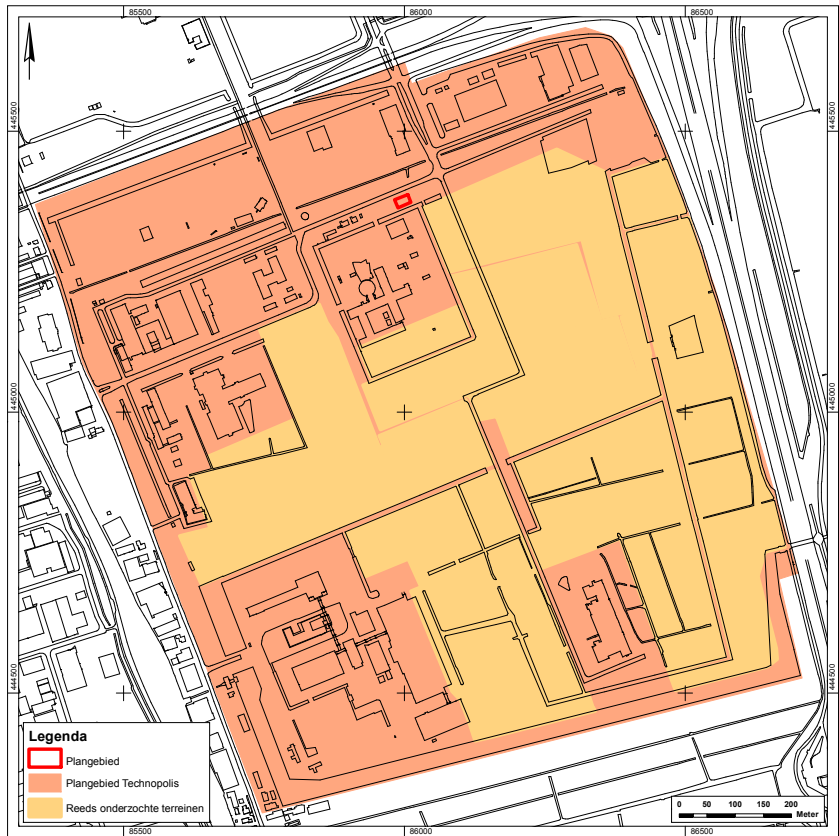 85500 86000 86500
445500 445500
445000 445000
444500 444500
Legenda
Plangebied
Plangebied Technopolis
Reeds onderzochte terreinen
0 50 100 150 200
Meter
85500 86000 86500